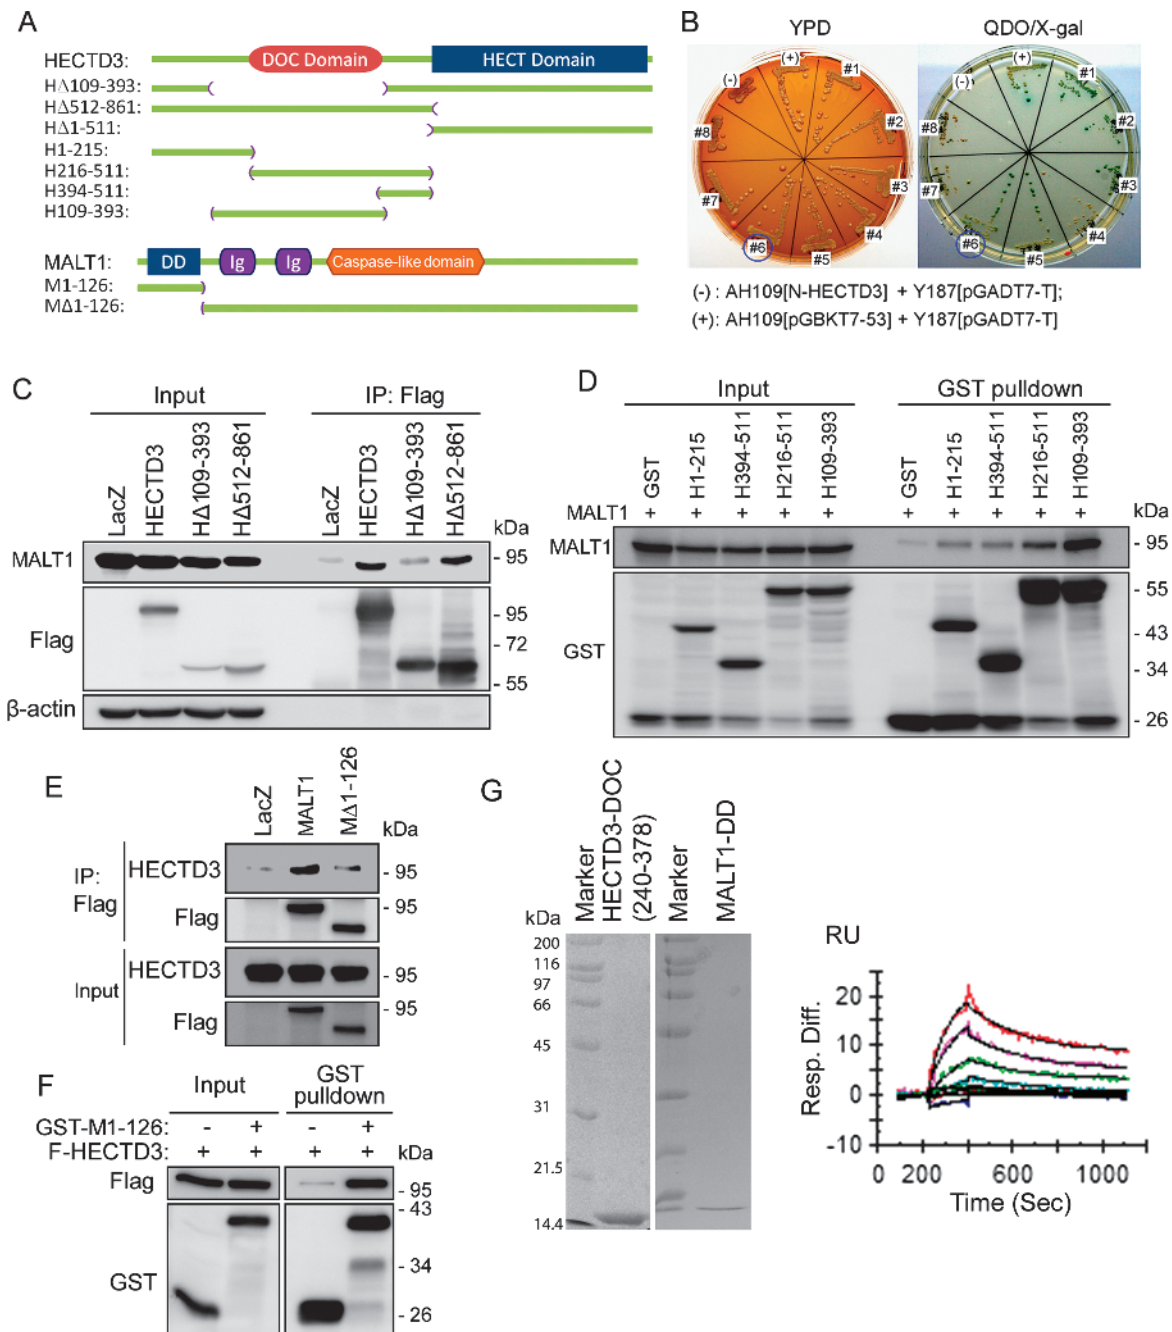 A
HECTD3:
DOC Domain
HECT Domain
HΔ109-393:
HΔ512-861:
HΔ1-511:
H1-215:
H216-511:
H394-511:
H109-393:
MALT1:
DD
Ig
Ig
Caspase-like domain
M1-126:
MΔ1-126:
B
YPD
QDO/X-gal
(-)
(+)
#1
#2
#3
#4
#5
#6
#7
#8
(-)
(+)
#1
#2
#3
#4
#5
#6
#7
#8
(-) : AH109[N-HECTD3] + Y187[pGADT7-T];
(+): AH109[pGBKT7-53] + Y187[pGADT7-T]
C
Input
IP: Flag
LacZ
HECTD3
HΔ109-393
HΔ512-861
LacZ
HECTD3
HΔ109-393
HΔ512-861
kDa
MALT1
- 95
Flag
- 95
- 72
- 55
β-actin
D
Input
GST pulldown
GST
H1-215
H394-511
H216-511
H109-393
GST
H1-215
H394-511
H216-511
H109-393
MALT1 + + + + + + + + + +
kDa
MALT1
- 95
GST
- 55
- 43
- 34
- 26
E
LacZ
MALT1
MΔ1-126
kDa
IP:
Flag
HECTD3
- 95
Flag
- 95
Input
HECTD3
- 95
Flag
- 95
F
Input
GST
pulldown
GST-M1-126: - + - +
F-HECTD3: + + + + kDa
Flag
- 95
GST
- 43
- 34
- 26
G
Marker
HECTD3-DOC
(240-378)
Marker
MALT1-DD
kDa
200
116
97
66
45
31
21.5
14.4
RU
Resp. Diff.
20
10
0
-10
0 200 600 1000
Time (Sec)